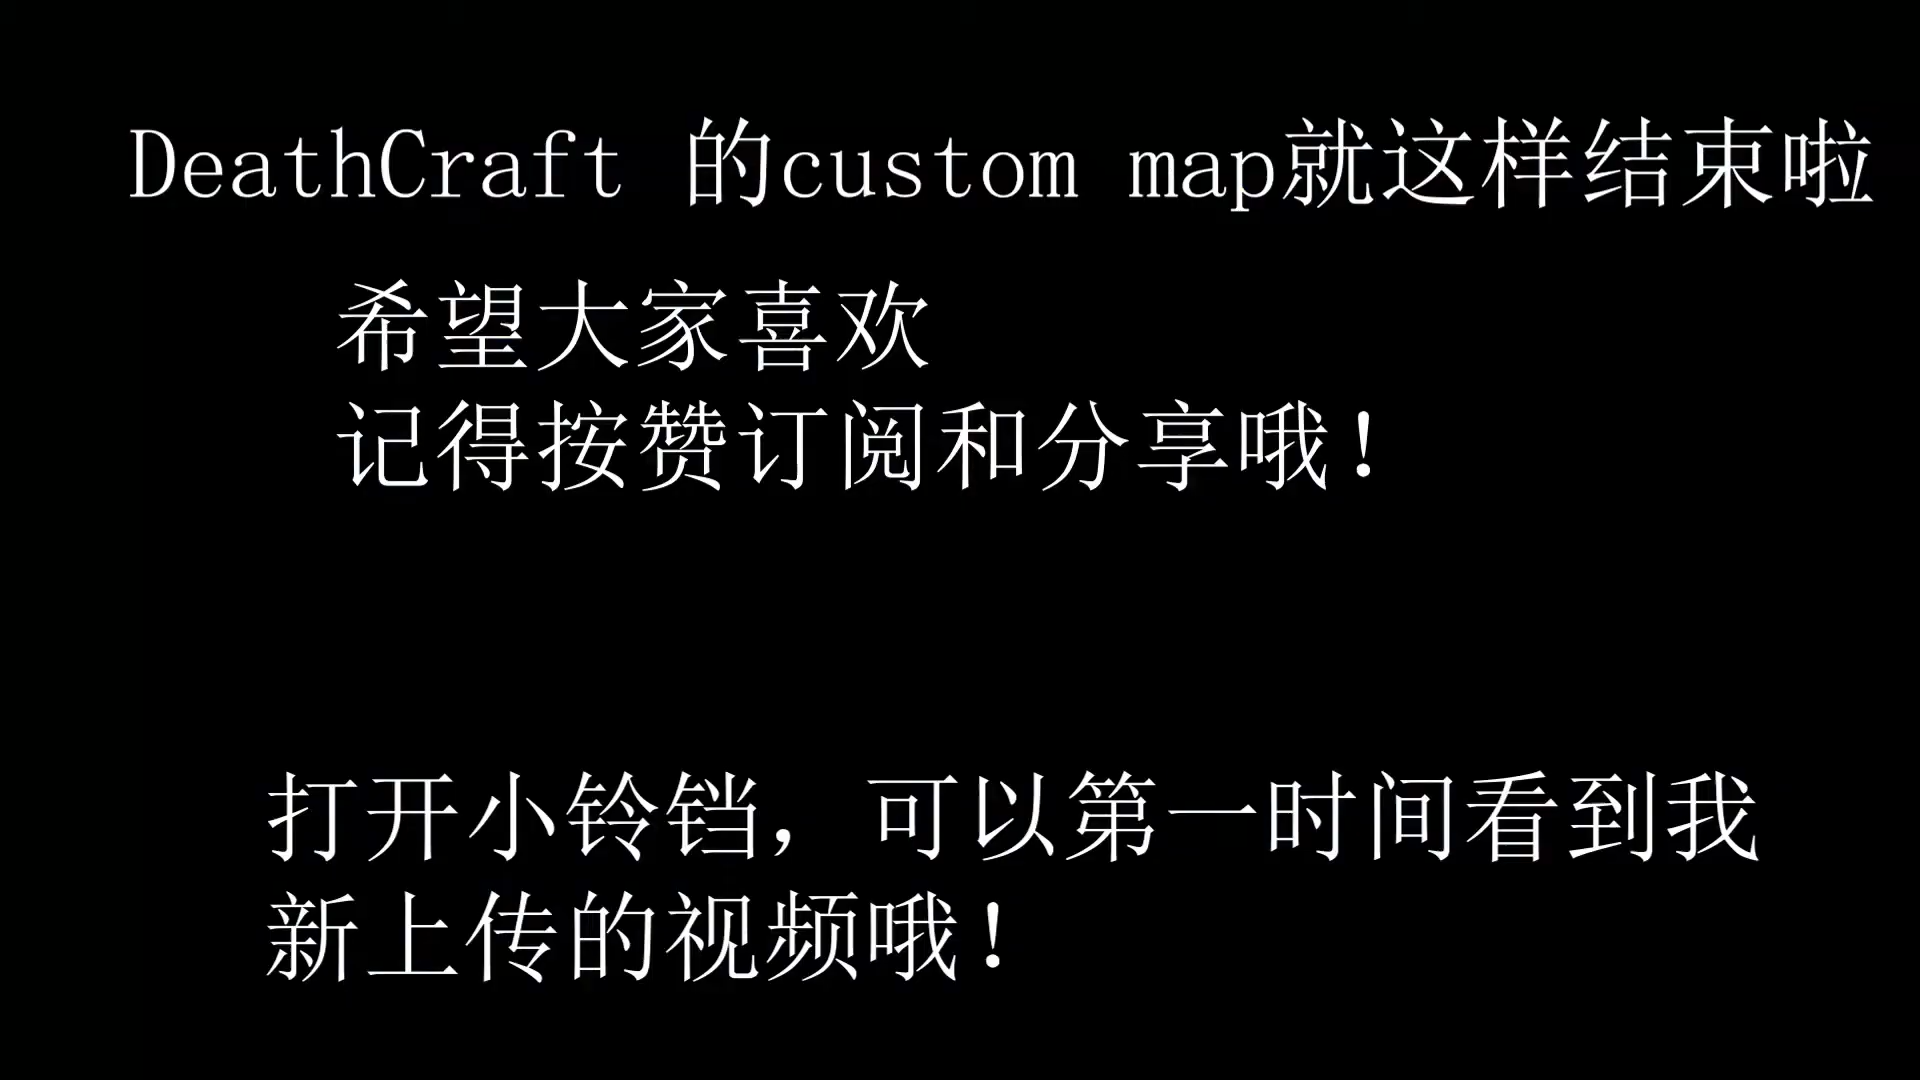 DeathCraft 的custom map就这样结束啦
希望大家喜欢
记得按赞订阅和分享哦！
打开小铃铛，可以第一时间看到我
新上传的视频哦！